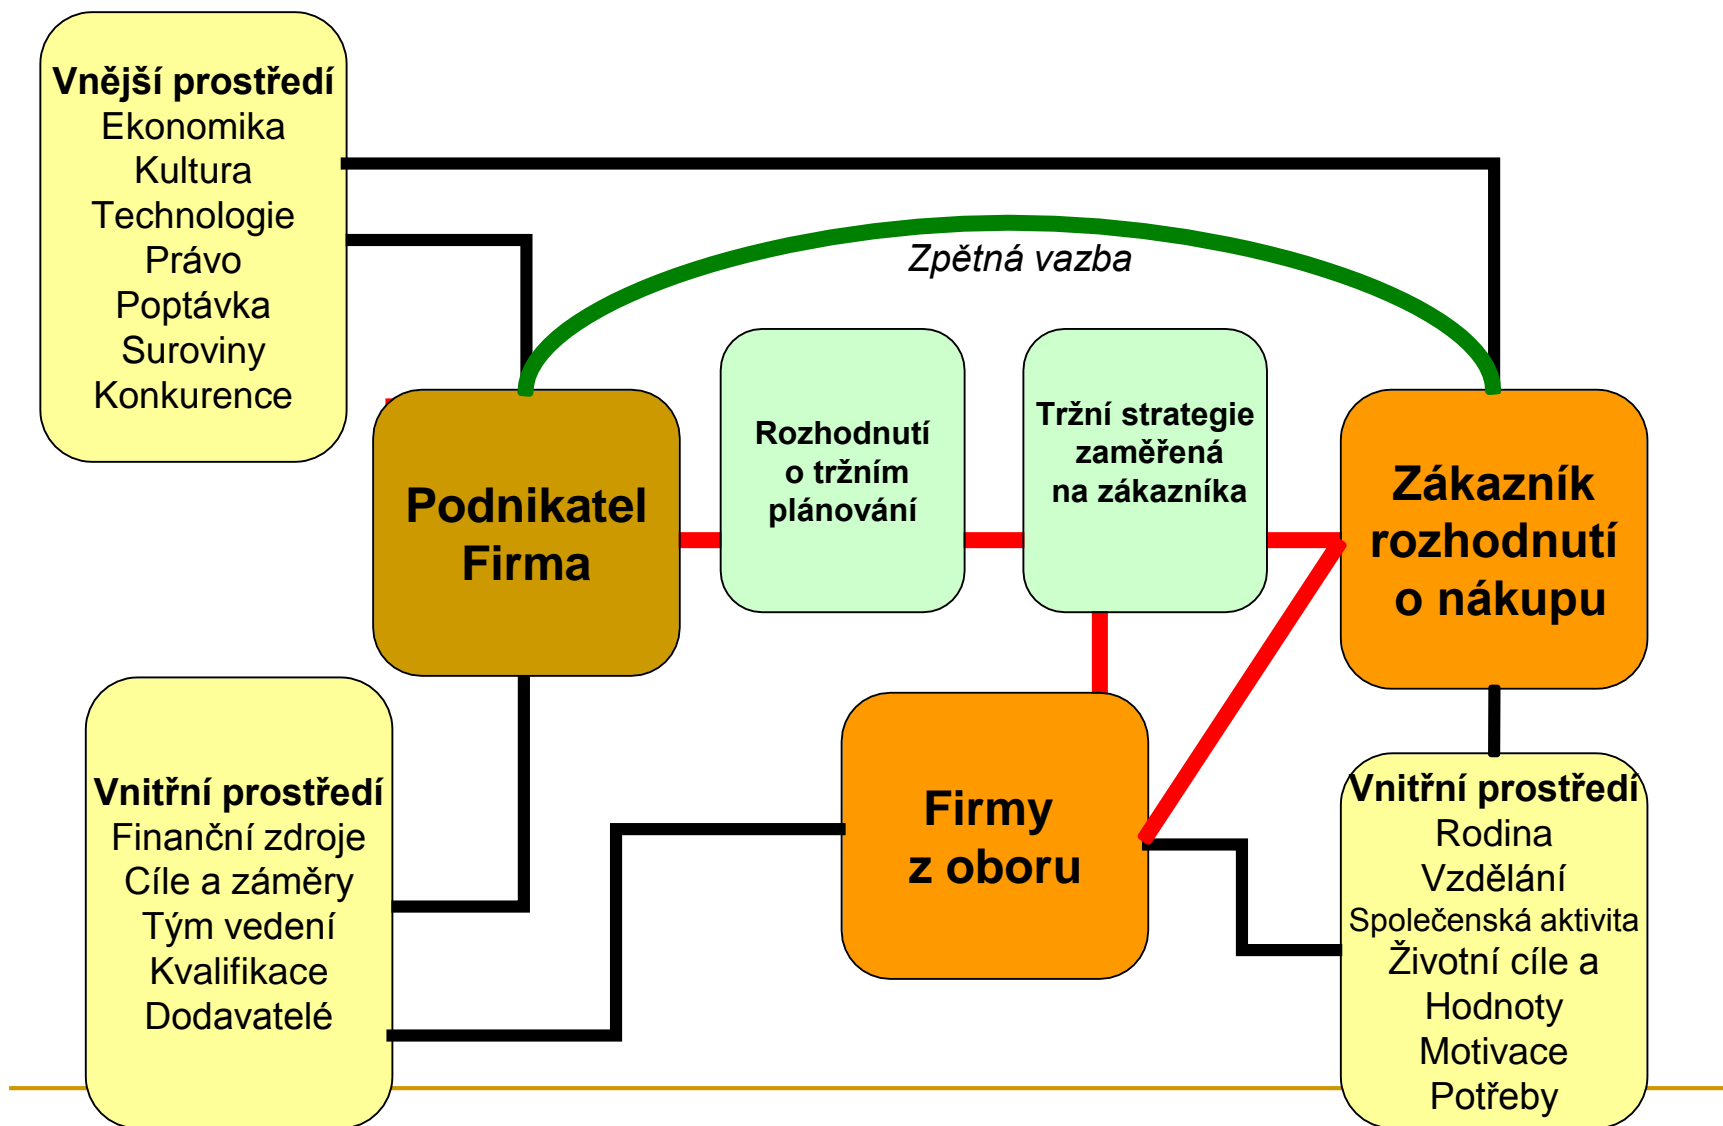 Vnější prostředí
Ekonomika
Kultura
Technologie
Právo
Poptávka
Suroviny
Konkurence
Zpětná vazba
Podnikatel
Firma
Rozhodnutí
o tržním
plánování
Tržní strategie
zaměřená
na zákazníka
Zákazník
rozhodnutí
o nákupu
Vnitřní prostředí
Finanční zdroje
Cíle a záměry
Tým vedení
Kvalifikace
Dodavatelé
Firmy
z oboru
Vnitřní prostředí
Rodina
Vzdělání
Společenská aktivita
Životní cíle a
Hodnoty
Motivace
Potřeby